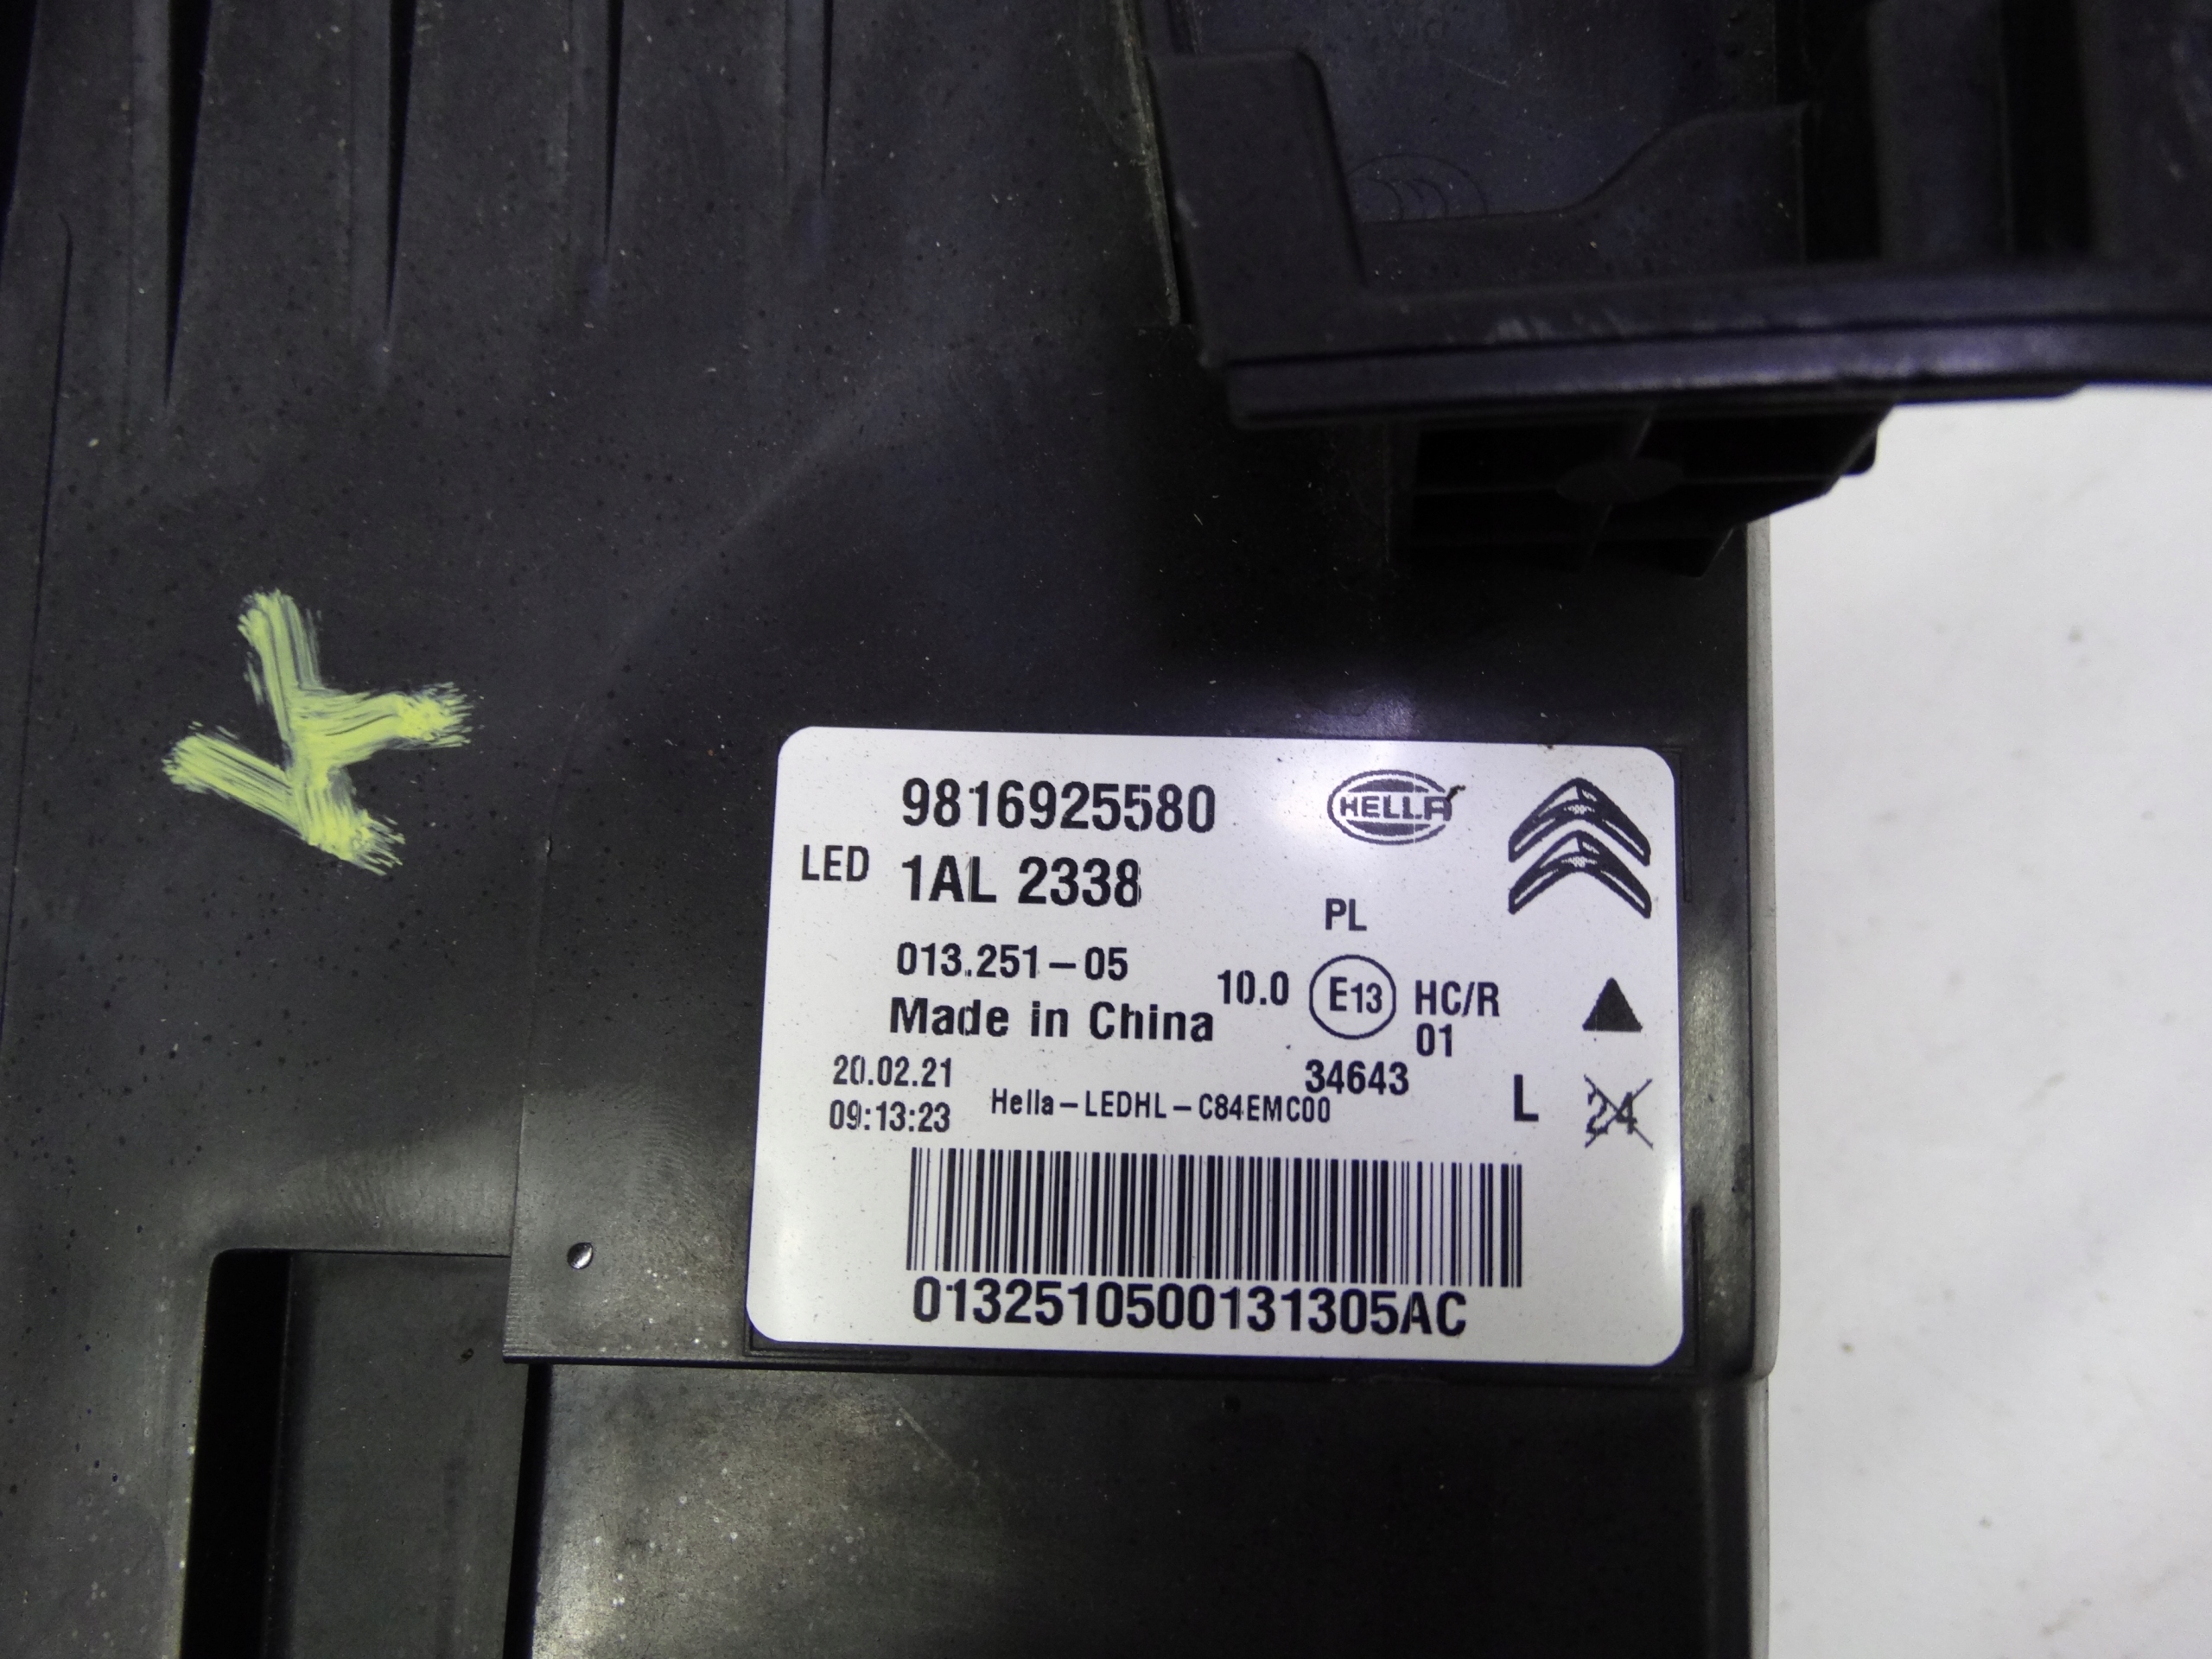 9816925580
HELLA
LED 1AL 2338
PL
013.251-05
10.0 E13 HC/R
01
Made in China
34643
20.02.21
09:13:23
Hella-LEDHL-C84EMC00
L 24
0132510500131305AC